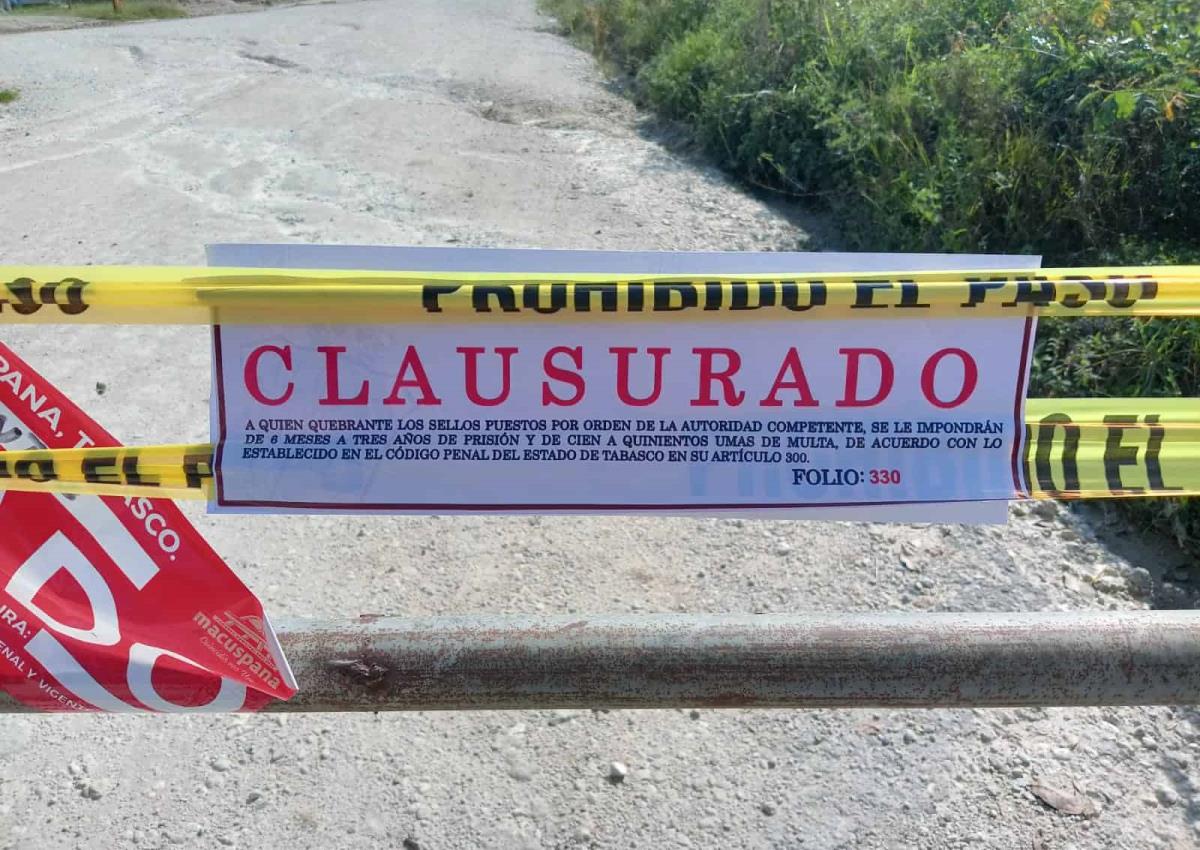 PROHIBIDO EL PASO
CLAUSURADO
A QUIEN QUEBRANTE LOS SELLOS PUESTOS POR ORDEN DE LA AUTORIDAD COMPETENTE, SE LE IMPONDRÁN
DE 6 MESES A TRES AÑOS DE PRISIÓN Y DE CIEN A QUINIENTOS UMAS DE MULTA, DE ACUERDO CON LO
ESTABLECIDO EN EL CÓDIGO PENAL DEL ESTADO DE TABASCO EN SU ARTÍCULO 300.
FOLIO: 330
EL
EL
macuspana